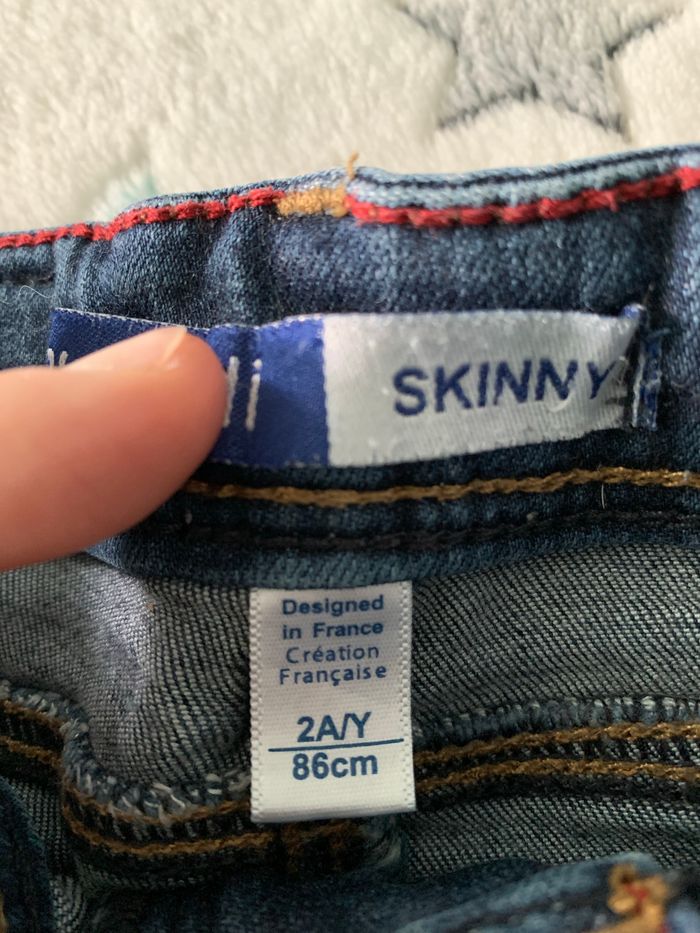 SKINNY
Designed
in France
Création
Française
2A/Y
86cm